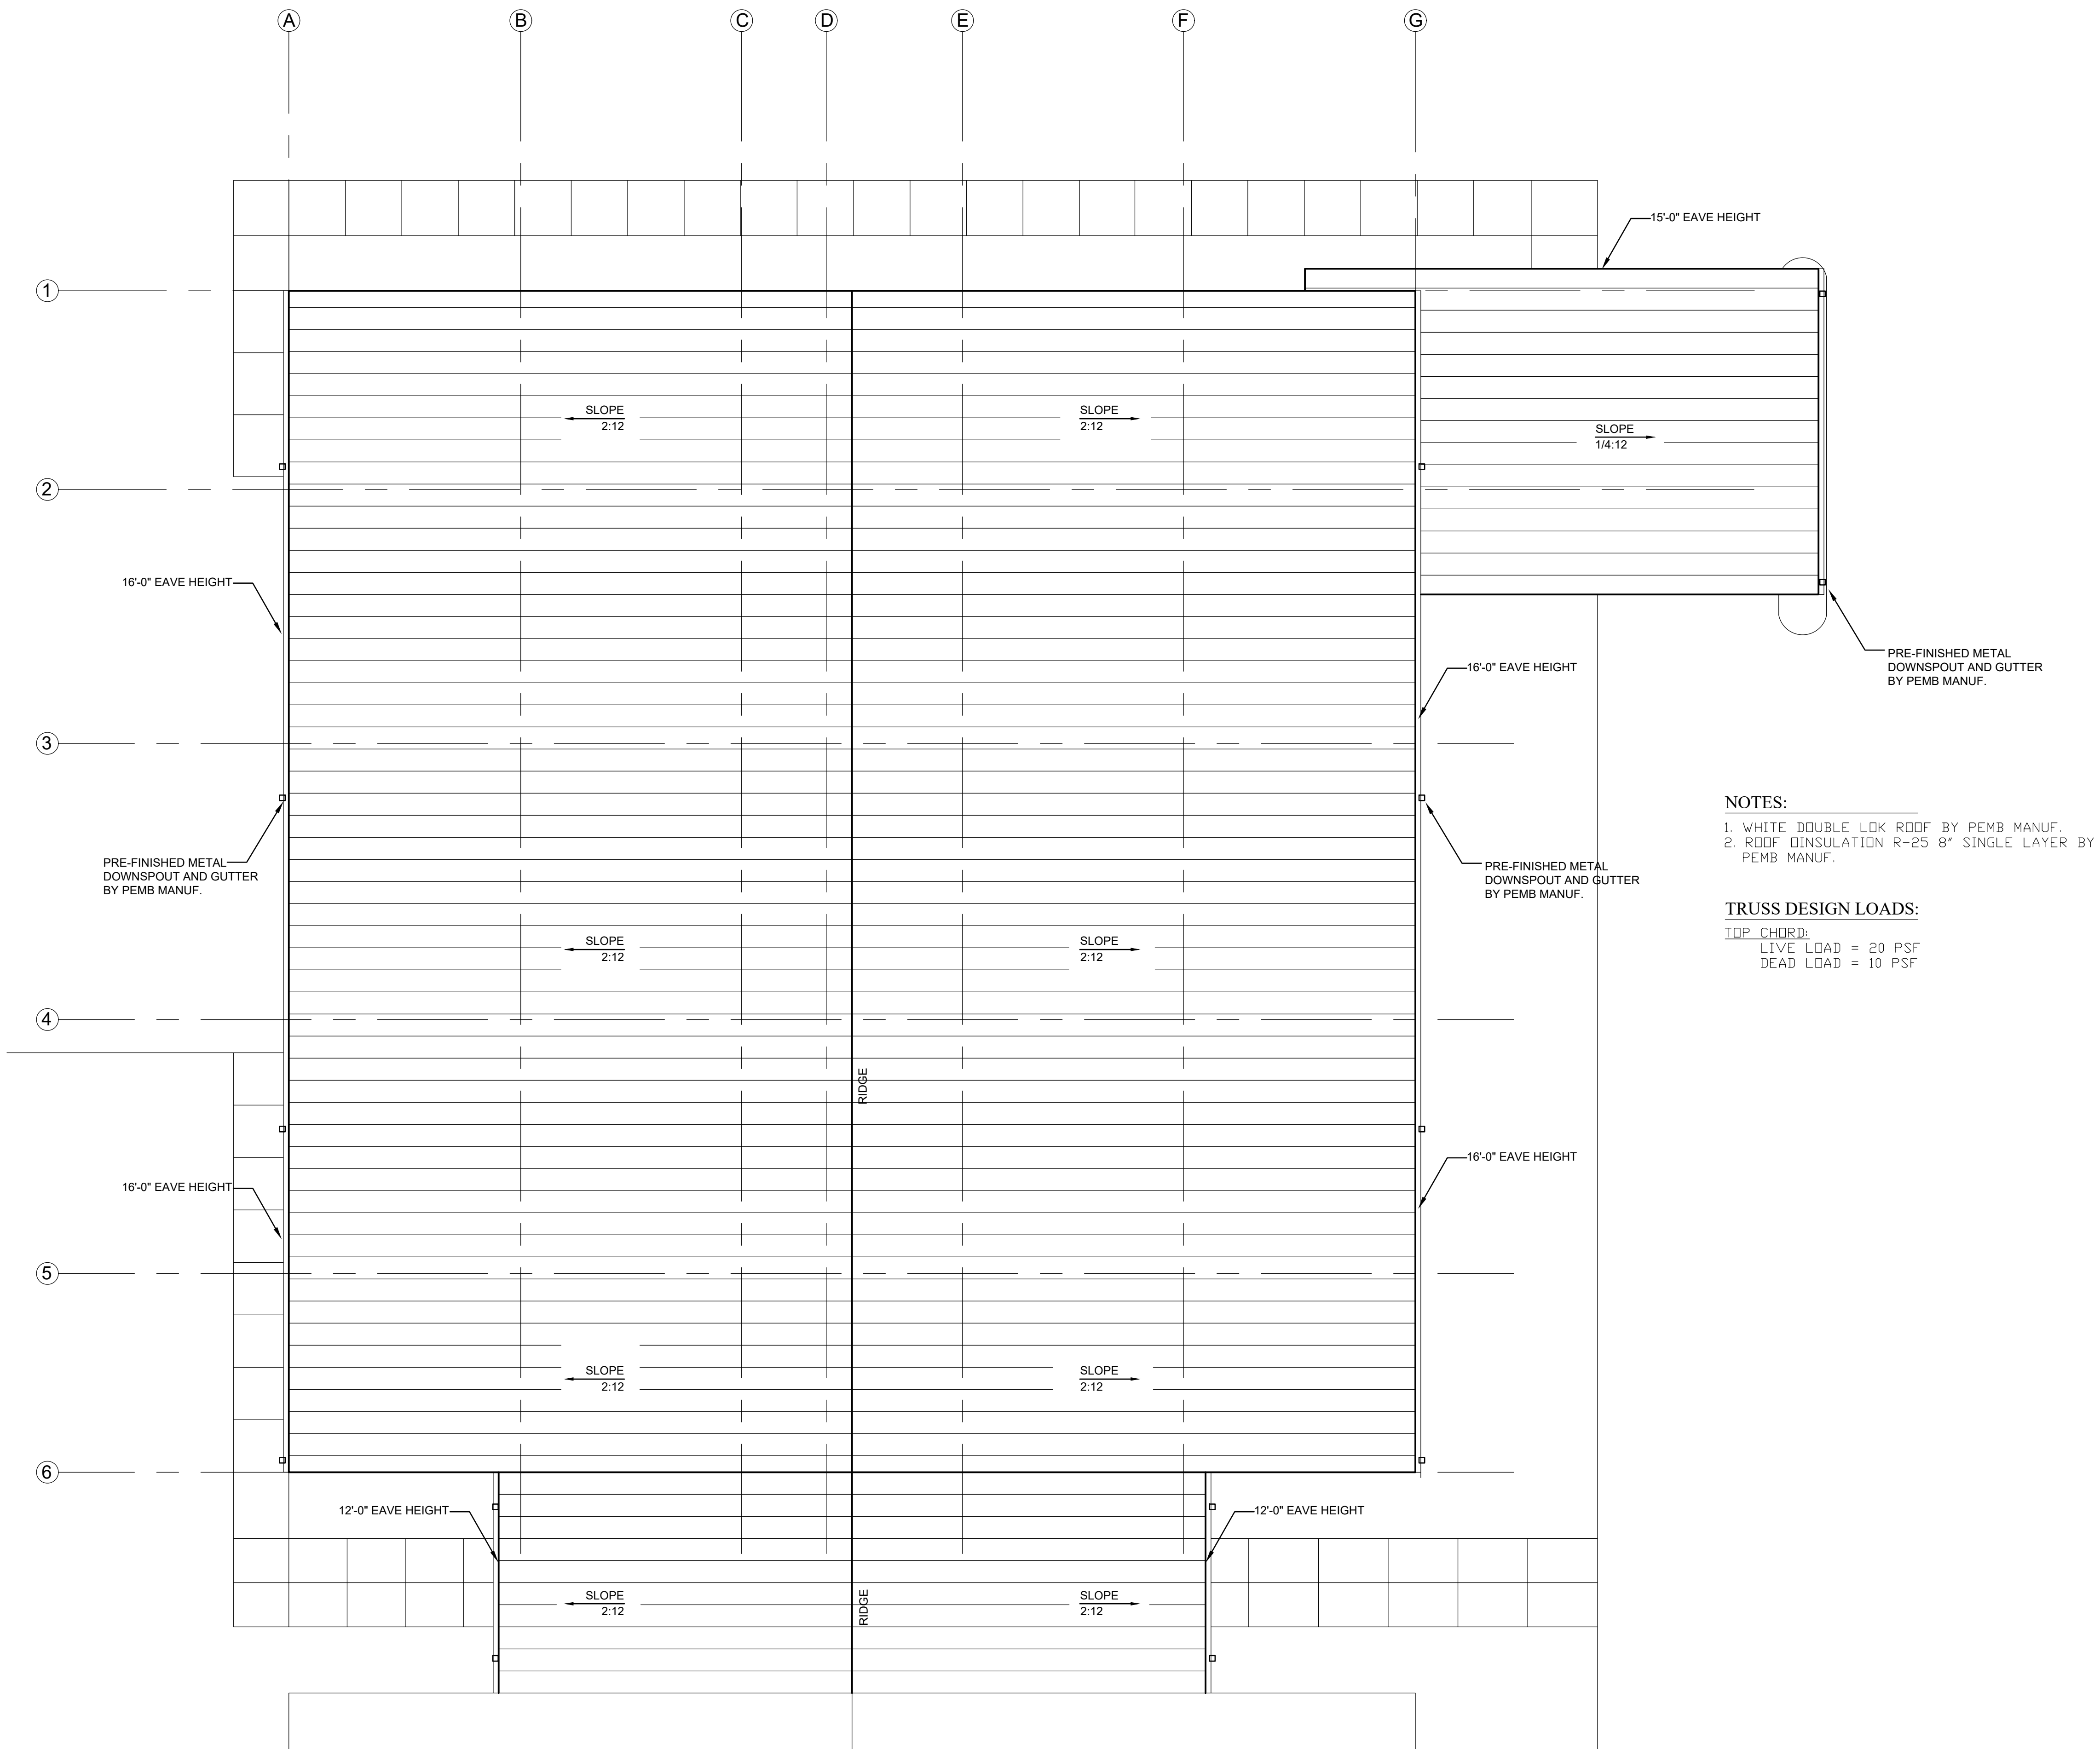 A
B
C
D
E
F
G
15'-0" EAVE HEIGHT
1
SLOPE
2:12
SLOPE
2:12
SLOPE
1/4:12
2
16'-0" EAVE HEIGHT
16'-0" EAVE HEIGHT
PRE-FINISHED METAL
DOWNSPOUT AND GUTTER
BY PEMB MANUF.
3
NOTES:
1. WHITE DOUBLE LOK ROOF BY PEMB MANUF.
2. ROOF OINSULATION R-25 8" SINGLE LAYER BY
PEMB MANUF.
PRE-FINISHED METAL
DOWNSPOUT AND GUTTER
BY PEMB MANUF.
PRE-FINISHED METAL
DOWNSPOUT AND GUTTER
BY PEMB MANUF.
TRUSS DESIGN LOADS:
TOP CHORD:
LIVE LOAD = 20 PSF
DEAD LOAD = 10 PSF
SLOPE
2:12
SLOPE
2:12
4
RIDGE
16'-0" EAVE HEIGHT
16'-0" EAVE HEIGHT
5
SLOPE
2:12
SLOPE
2:12
6
12'-0" EAVE HEIGHT
12'-0" EAVE HEIGHT
SLOPE
2:12
RIDGE
SLOPE
2:12